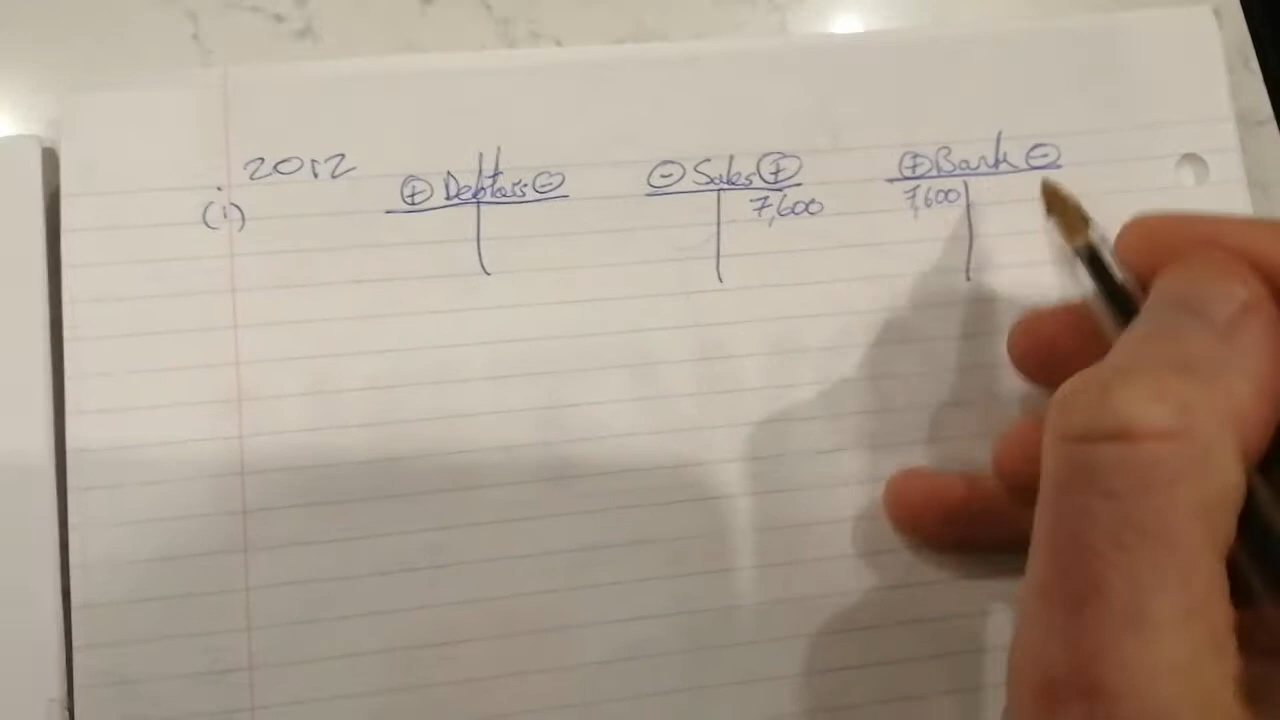 2012
(i) + Debtors - - Sales + + Bank -
7,600 7,600